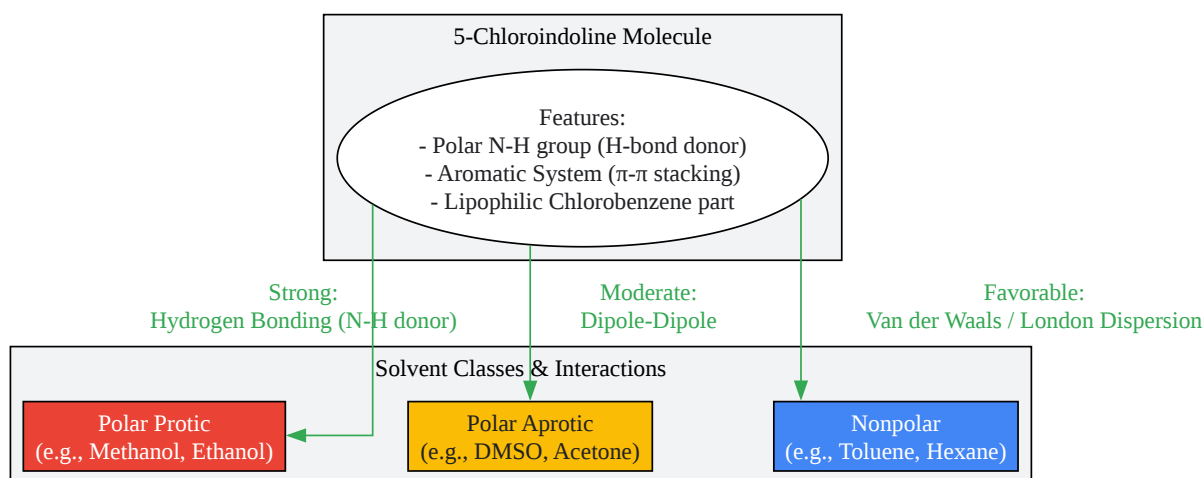 5-Chloroindoline Molecule
Features:
- Polar N-H group (H-bond donor)
- Aromatic System (π-π stacking)
- Lipophilic Chlorobenzene part
Strong:
Hydrogen Bonding (N-H donor)
Moderate:
Dipole-Dipole
Favorable:
Van der Waals / London Dispersion
Solvent Classes & Interactions
Polar Protic
(e.g., Methanol, Ethanol)
Polar Aprotic
(e.g., DMSO, Acetone)
Nonpolar
(e.g., Toluene, Hexane)